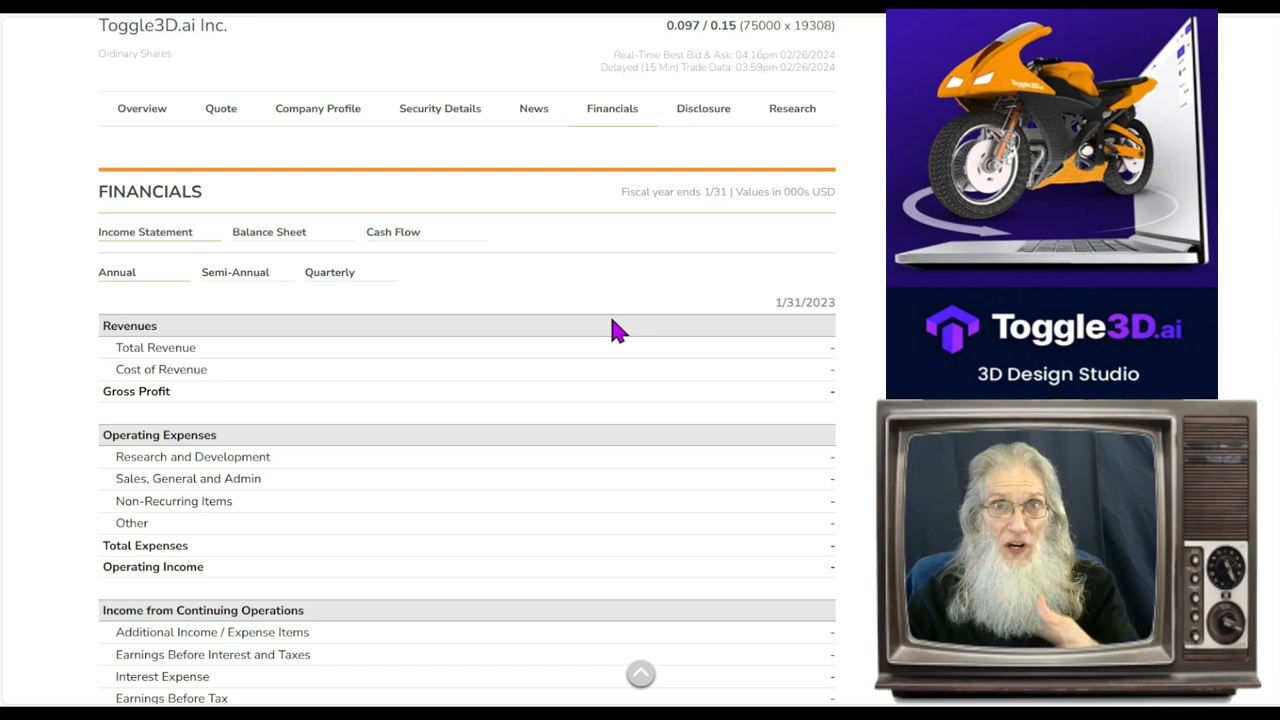 Toggle3D.ai Inc.
0.097 / 0.15 (75000 x 19308)
Ordinary Shares
Real-Time Best Bid & Ask: 04:16pm 02/26/2024
Delayed (15 Min) Trade Data: 03:59pm 02/26/2024
Overview Quote Company Profile Security Details News Financials Disclosure Research
FINANCIALS
Fiscal year ends 1/31 | Values in 000s USD
Income Statement Balance Sheet Cash Flow
Annual Semi-Annual Quarterly
1/31/2023
Revenues
Total Revenue -
Cost of Revenue -
Gross Profit -
Operating Expenses
Research and Development -
Sales, General and Admin -
Non-Recurring Items -
Other -
Total Expenses -
Operating Income -
Income from Continuing Operations
Additional Income / Expense Items -
Earnings Before Interest and Taxes -
Interest Expense -
Earnings Before Tax -
Toggle3D.ai
Toggle3D.ai
3D Design Studio